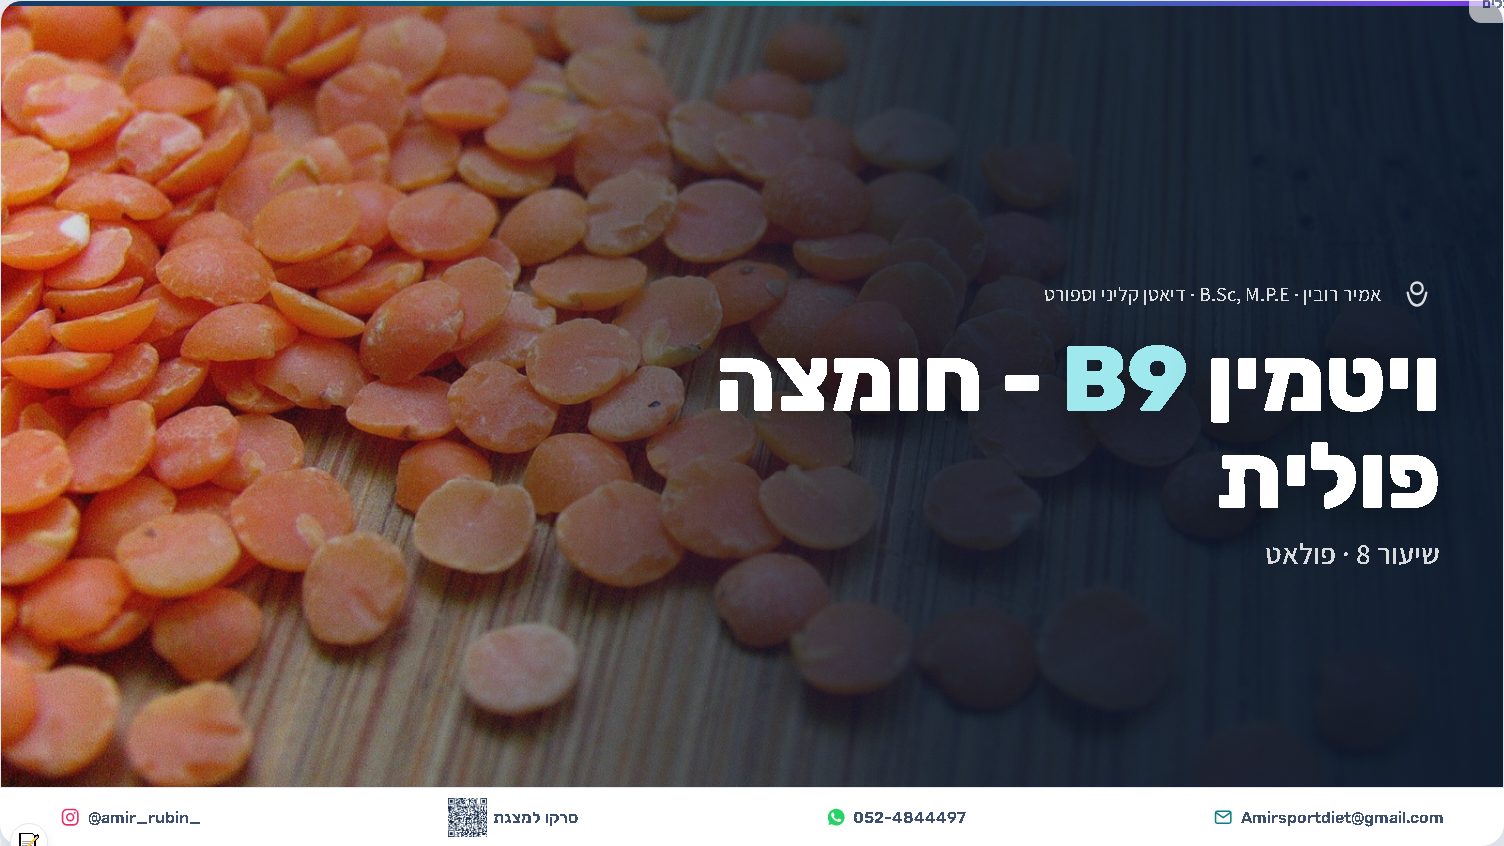 אמיר רובין · B.Sc, M.P.E · דיאטן קליני וספורט
ויטמין B9 - חומצה
פולית
שיעור 8 · פולאט
@amir_rubin_
סרקו למצגת
052-4844497
Amirsportdiet@gmail.com